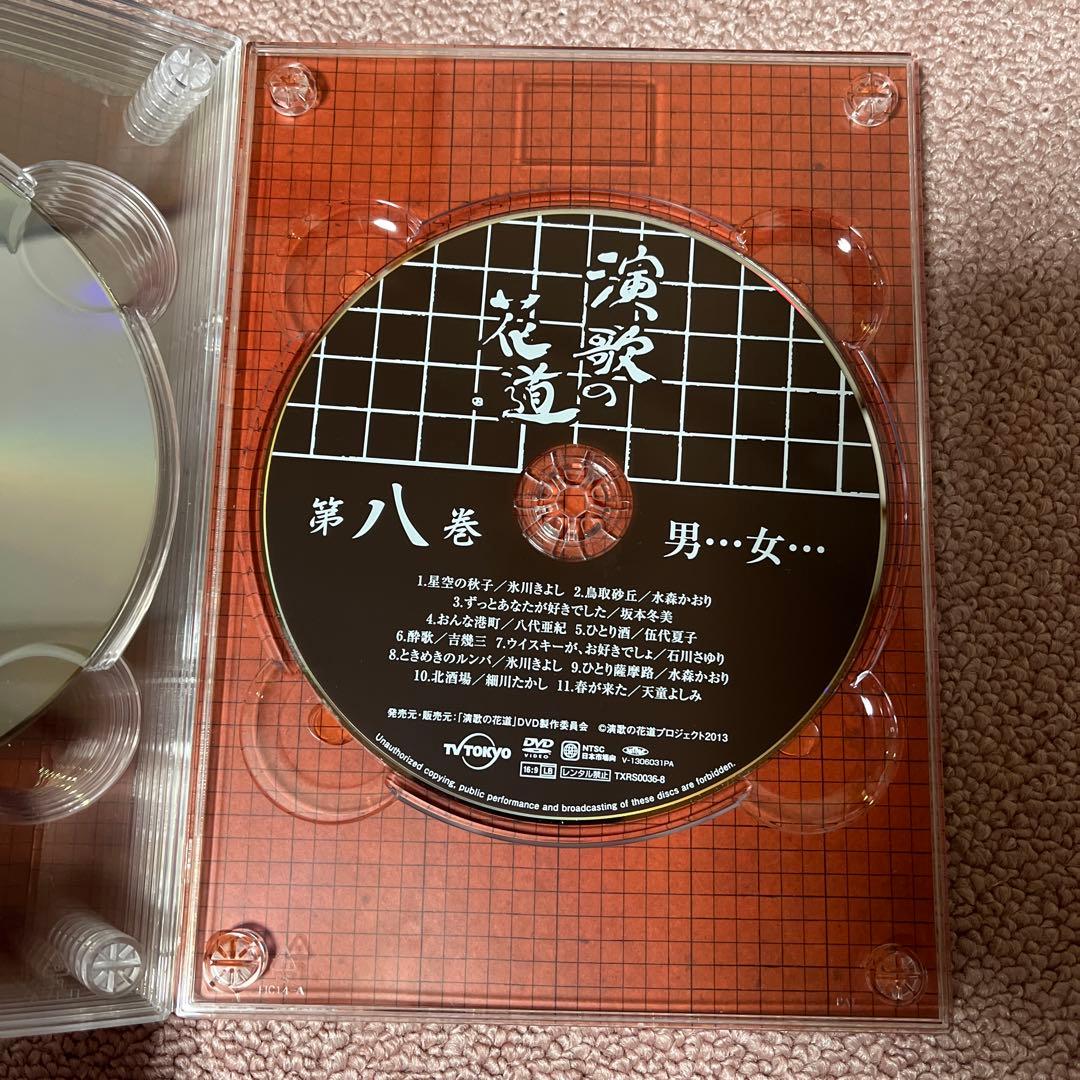 演歌の
花道
第八巻
男…女…
1.星空の秋子／氷川きよし 2.鳥取砂丘／水森かおり
3.ずっとあなたが好きでした／坂本冬美
4.おんな港町／八代亜紀 5.ひとり酒／伍代夏子
6.酔歌／吉幾三 7.ウイスキーが、お好きでしょ／石川さゆり
8.ときめきのルンバ／氷川きよし 9.ひとり薩摩路／水森かおり
10.北酒場／細川たかし 11.春が来た／天童よしみ
発売元・販売元：「演歌の花道」DVD製作委員会 ©演歌の花道プロジェクト2013
TV TOKYO
DVD
VIDEO
NTSC
日本市場向
V-1306031PA
16:9 LB
レンタル禁止
TXRS0036-8
Unauthorized copying, public performance and broadcasting of these discs are forbidden.